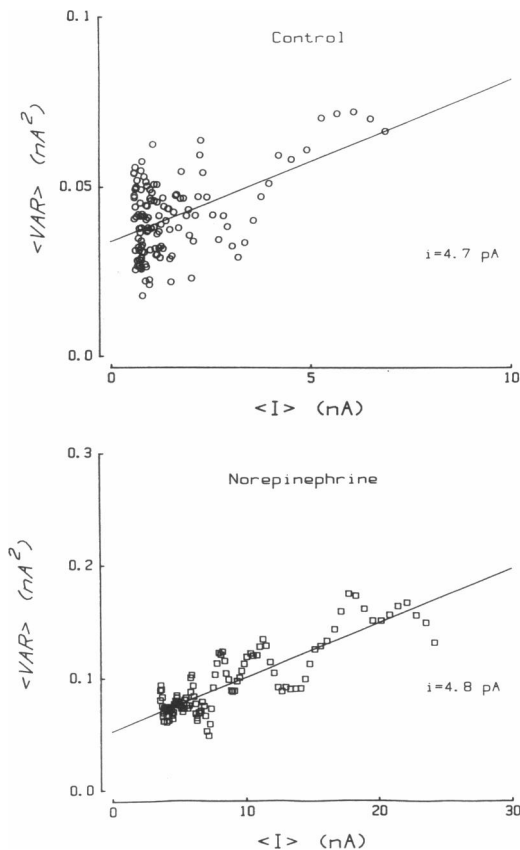 0.1
Control
<VAR> (nA²)
0.05
i=4.7 pA
0.0
0 5 10
<I> (nA)
0.3
Norepinephrine
0.2
<VAR> (nA²)
0.1
i=4.8 pA
0.0
0 10 20 30
<I> (nA)